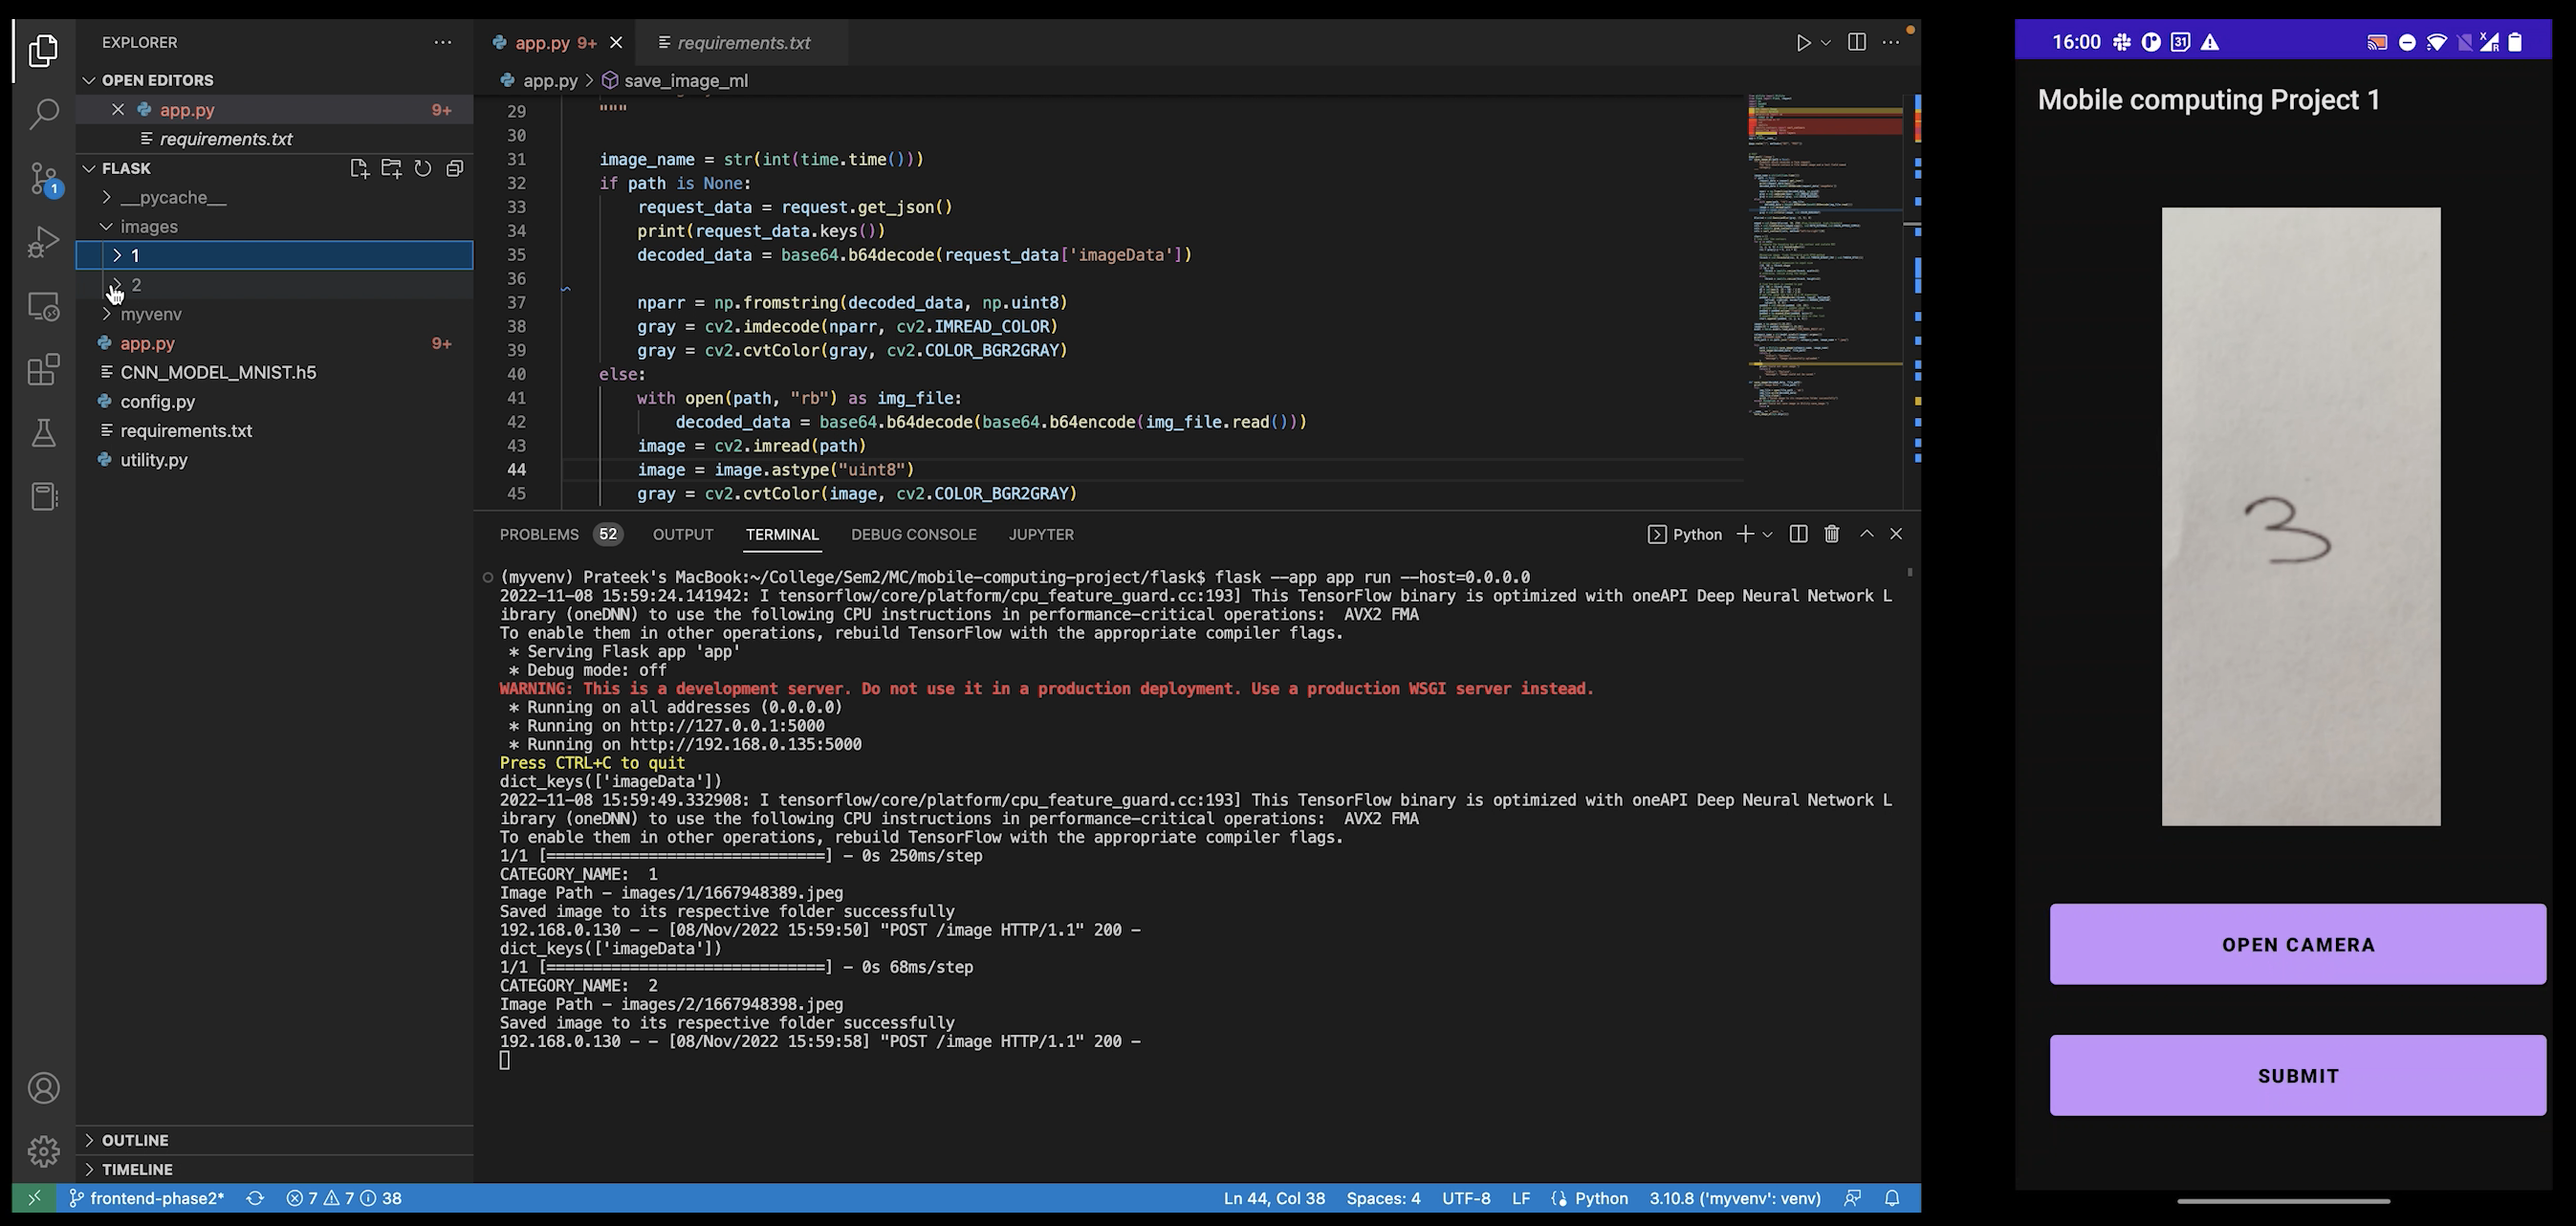 EXPLORER
OPEN EDITORS
app.py 9+
requirements.txt
FLASK
__pycache__
images
1
2
myvenv
app.py 9+
CNN_MODEL_MNIST.h5
config.py
requirements.txt
utility.py
OUTLINE
TIMELINE
1
app.py 9+
requirements.txt
app.py > save_image_ml
29 """
30
31 image_name = str(int(time.time()))
32 if path is None:
33 request_data = request.get_json()
34 print(request_data.keys())
35 decoded_data = base64.b64decode(request_data['imageData'])
36
37 nparr = np.fromstring(decoded_data, np.uint8)
38 gray = cv2.imdecode(nparr, cv2.IMREAD_COLOR)
39 gray = cv2.cvtColor(gray, cv2.COLOR_BGR2GRAY)
40 else:
41 with open(path, "rb") as img_file:
42 decoded_data = base64.b64decode(base64.b64encode(img_file.read()))
43 image = cv2.imread(path)
44 image = image.astype("uint8")
45 gray = cv2.cvtColor(image, cv2.COLOR_BGR2GRAY)
PROBLEMS 52 OUTPUT TERMINAL DEBUG CONSOLE JUPYTER Python
(myvenv) Prateek's MacBook:~/College/Sem2/MC/mobile-computing-project/flask$ flask --app app run --host=0.0.0.0
2022-11-08 15:59:24.141942: I tensorflow/core/platform/cpu_feature_guard.cc:193] This TensorFlow binary is optimized with oneAPI Deep Neural Network L
ibrary (oneDNN) to use the following CPU instructions in performance-critical operations:  AVX2 FMA
To enable them in other operations, rebuild TensorFlow with the appropriate compiler flags.
* Serving Flask app 'app'
* Debug mode: off
WARNING: This is a development server. Do not use it in a production deployment. Use a production WSGI server instead.
* Running on all addresses (0.0.0.0)
* Running on http://127.0.0.1:5000
* Running on http://192.168.0.135:5000
Press CTRL+C to quit
dict_keys(['imageData'])
2022-11-08 15:59:49.332908: I tensorflow/core/platform/cpu_feature_guard.cc:193] This TensorFlow binary is optimized with oneAPI Deep Neural Network L
ibrary (oneDNN) to use the following CPU instructions in performance-critical operations:  AVX2 FMA
To enable them in other operations, rebuild TensorFlow with the appropriate compiler flags.
1/1 [==============================] - 0s 250ms/step
CATEGORY_NAME:  1
Image Path - images/1/1667948389.jpeg
Saved image to its respective folder successfully
192.168.0.130 - - [08/Nov/2022 15:59:50] "POST /image HTTP/1.1" 200 -
dict_keys(['imageData'])
1/1 [==============================] - 0s 68ms/step
CATEGORY_NAME:  2
Image Path - images/2/1667948398.jpeg
Saved image to its respective folder successfully
192.168.0.130 - - [08/Nov/2022 15:59:58] "POST /image HTTP/1.1" 200 -
frontend-phase2* 7 7 38 Ln 44, Col 38 Spaces: 4 UTF-8 LF Python 3.10.8 ('myvenv': venv)
16:00 31
Mobile computing Project 1
3
OPEN CAMERA
SUBMIT